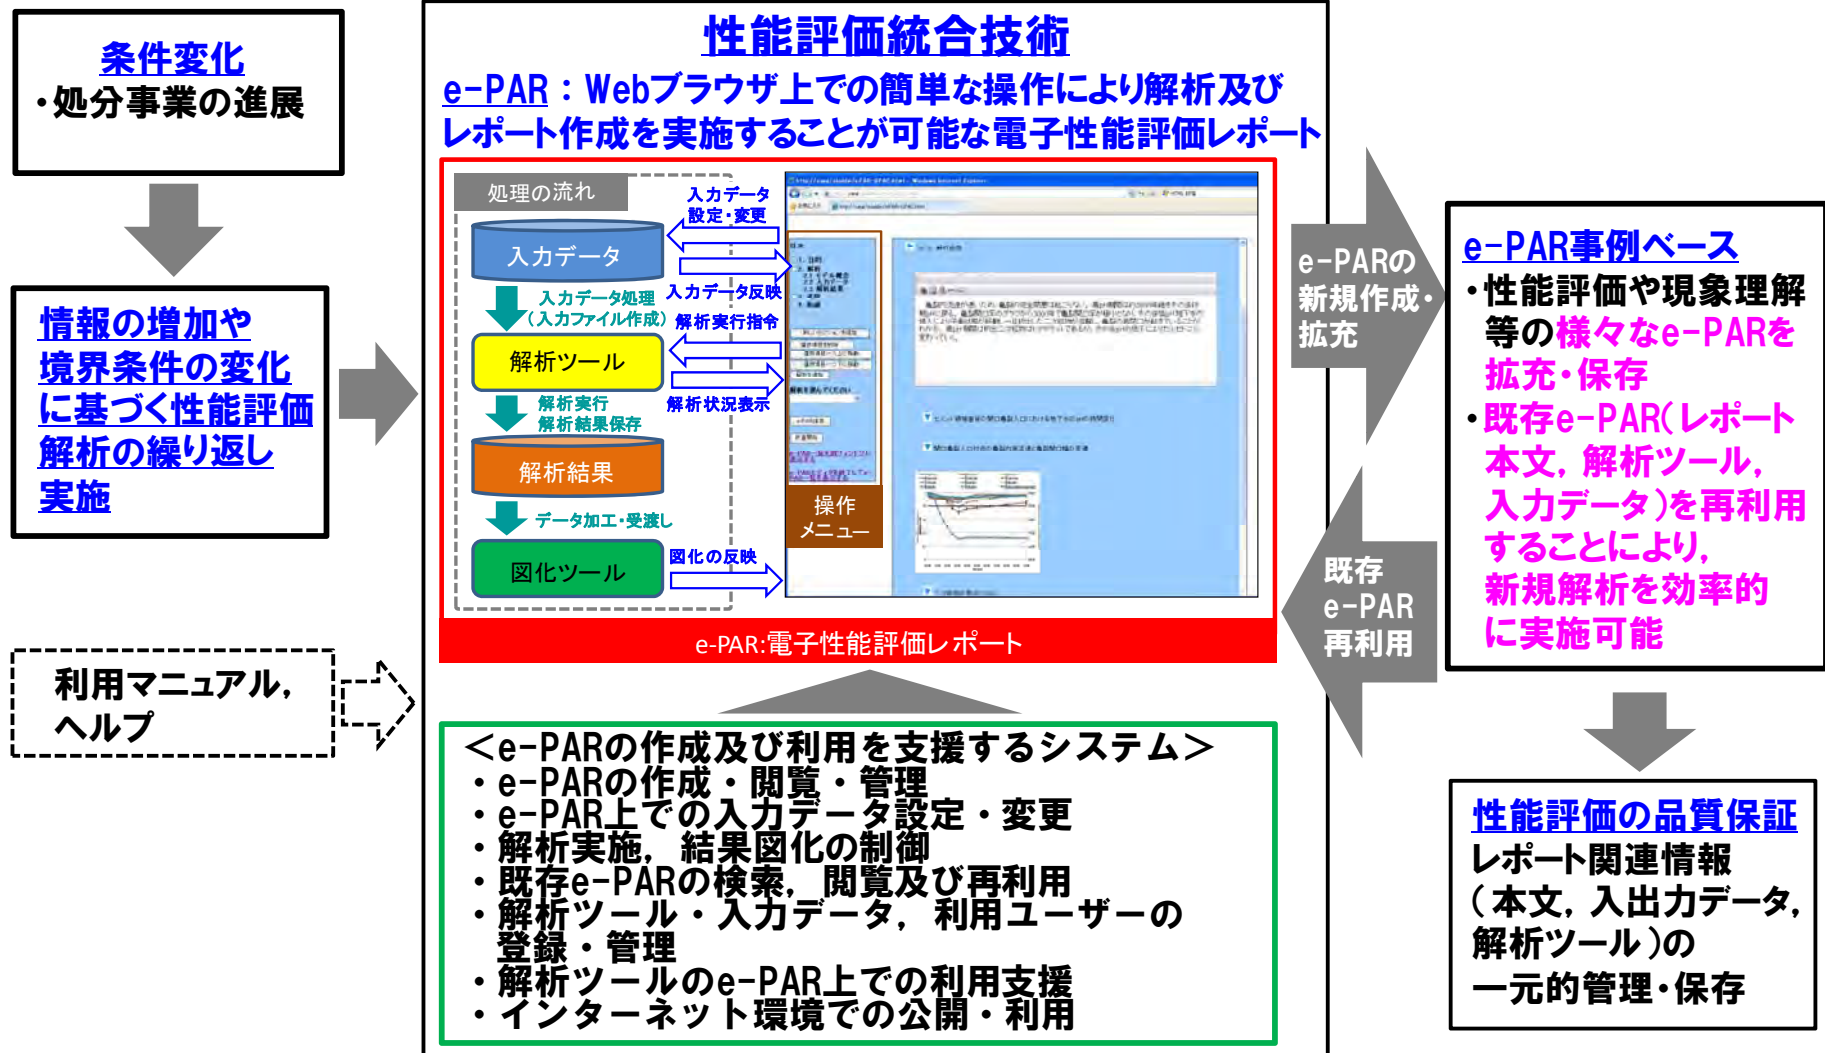 条件変化
・処分事業の進展
情報の増加や
境界条件の変化
に基づく性能評価
解析の繰り返し
実施
利用マニュアル,
ヘルプ
性能評価統合技術
e-PAR：Webブラウザ上での簡単な操作により解析及び
レポート作成を実施することが可能な電子性能評価レポート
処理の流れ
入力データ
設定・変更
入力データ
入力データ反映
入力データ処理
(入力ファイル作成)
解析実行指令
解析ツール
解析状況表示
解析実行
解析結果保存
解析結果
データ加工・受渡し
図化の反映
図化ツール
操作
メニュー
e-PAR:電子性能評価レポート
＜e-PARの作成及び利用を支援するシステム＞
・e-PARの作成・閲覧・管理
・e-PAR上での入力データ設定・変更
・解析実施, 結果図化の制御
・既存e-PARの検索, 閲覧及び再利用
・解析ツール・入力データ, 利用ユーザーの
登録・管理
・解析ツールのe-PAR上での利用支援
・インターネット環境での公開・利用
e-PARの
新規作成・
拡充
既存
e-PAR
再利用
e-PAR事例ベース
・性能評価や現象理解
等の様々なe-PARを
拡充・保存
・既存e-PAR(レポート
本文, 解析ツール,
入力データ)を再利用
することにより,
新規解析を効率的
に実施可能
性能評価の品質保証
レポート関連情報
(本文, 入出力データ,
解析ツール)の
一元的管理・保存